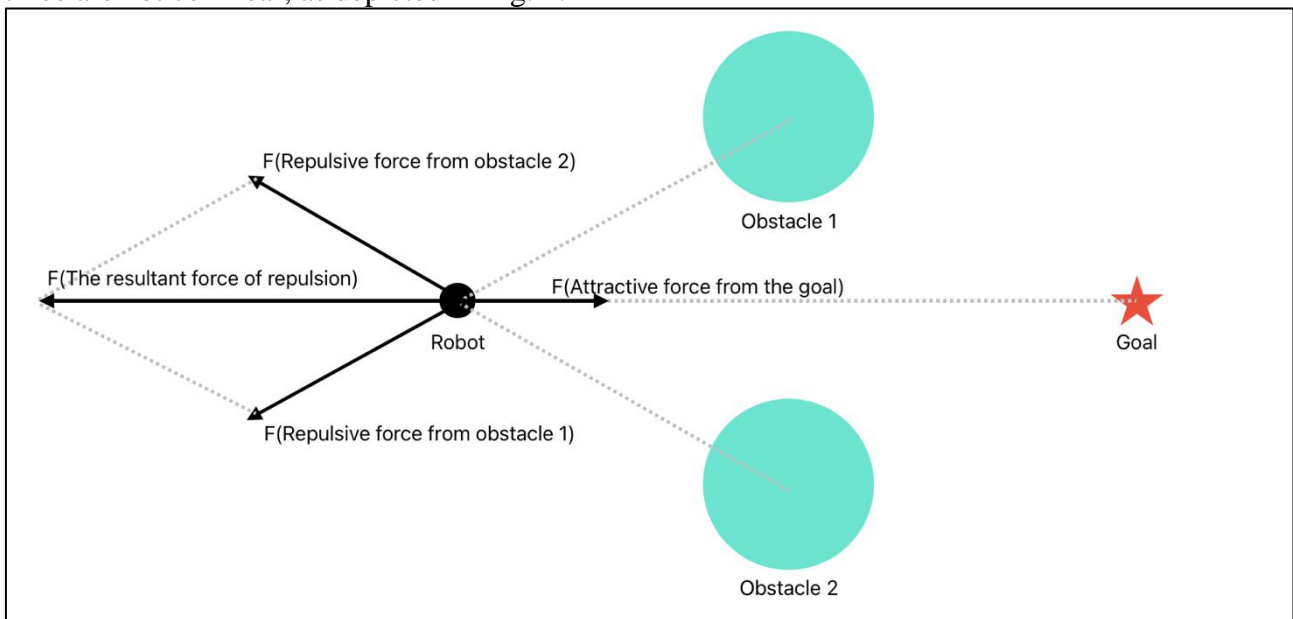 F(Repulsive force from obstacle 2)
Obstacle 1
F(The resultant force of repulsion)
F(Attractive force from the goal)
Robot
Goal
F(Repulsive force from obstacle 1)
Obstacle 2